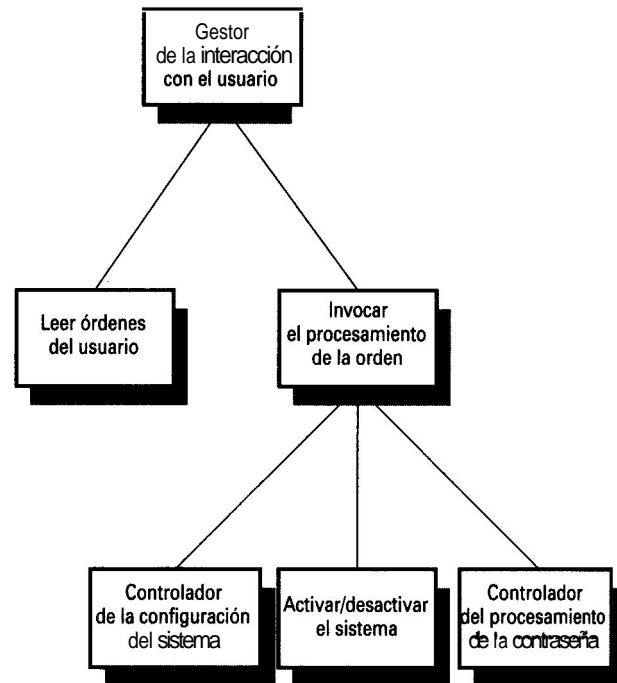 Gestor
de la interacción
con el usuario
Leer órdenes
del usuario
Invocar
el procesamiento
de la orden
Controlador
de la configuración
del sistema
Activar/desactivar
el sistema
Controlador
del procesamiento
de la contraseña